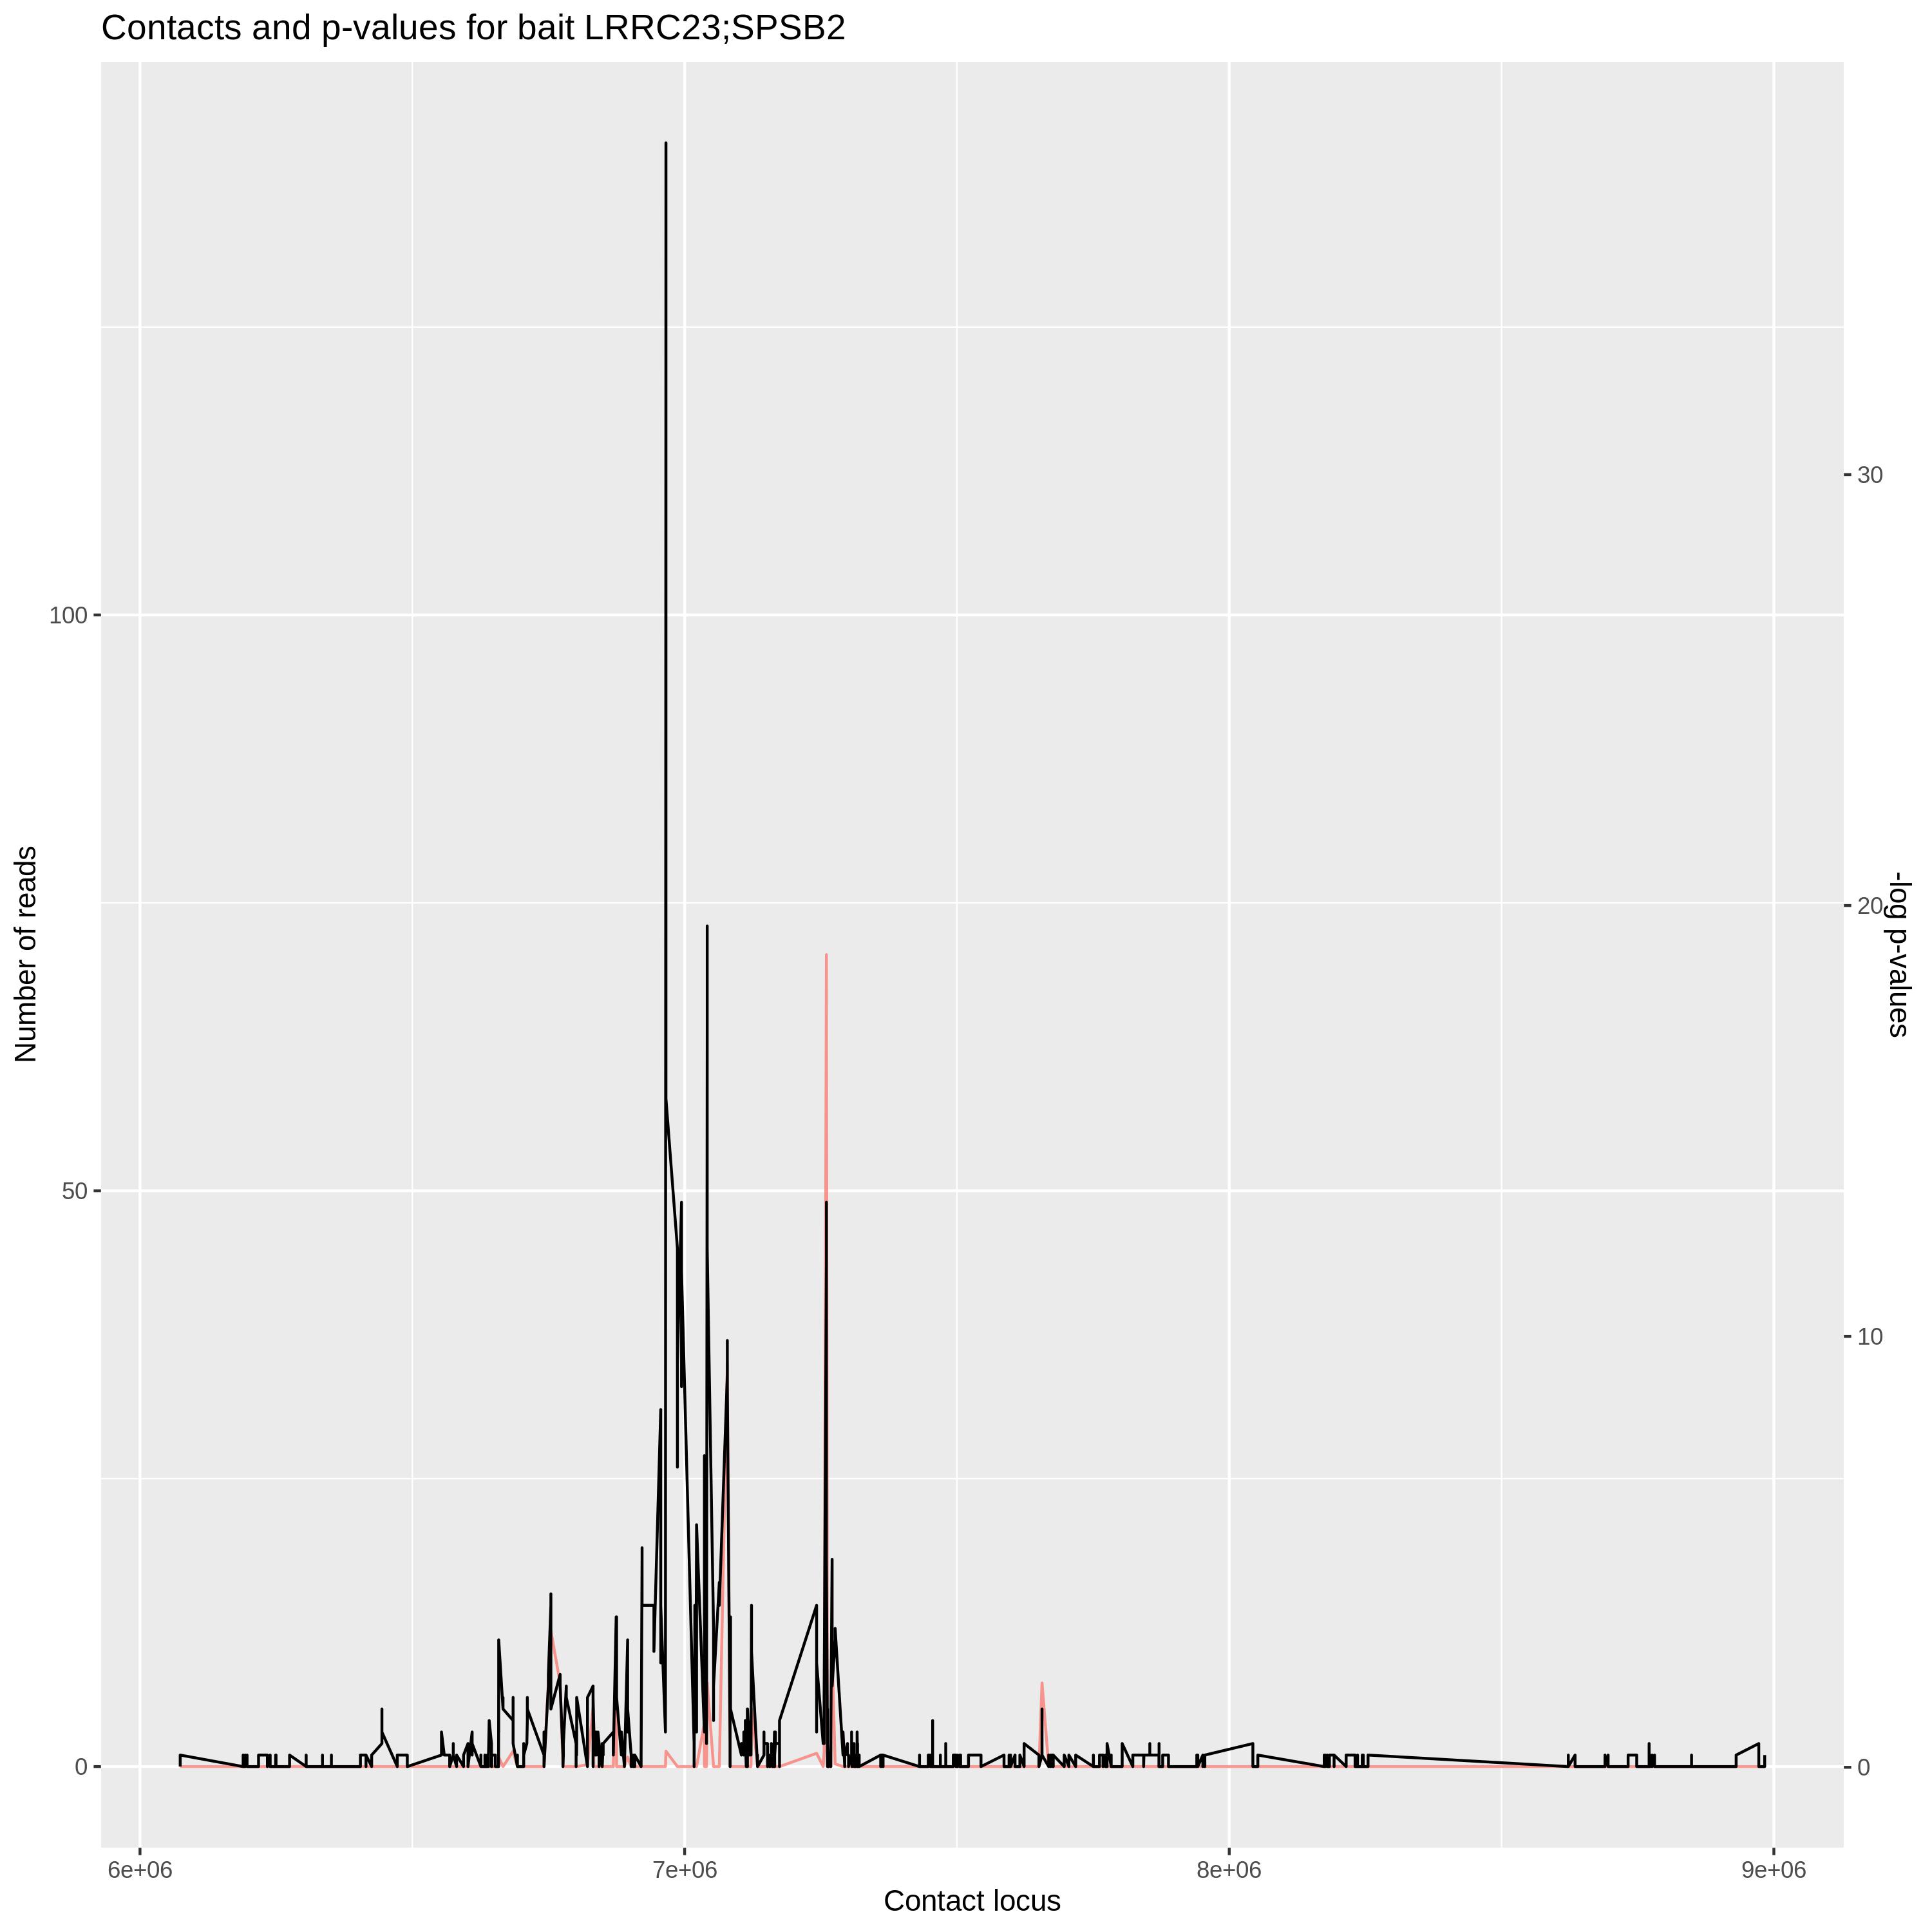 Contacts and p-values for bait LRRC23;SPSB2
Number of reads
100
50
0
30
20
10
0
-log p-values
6e+06
7e+06
8e+06
9e+06
Contact locus